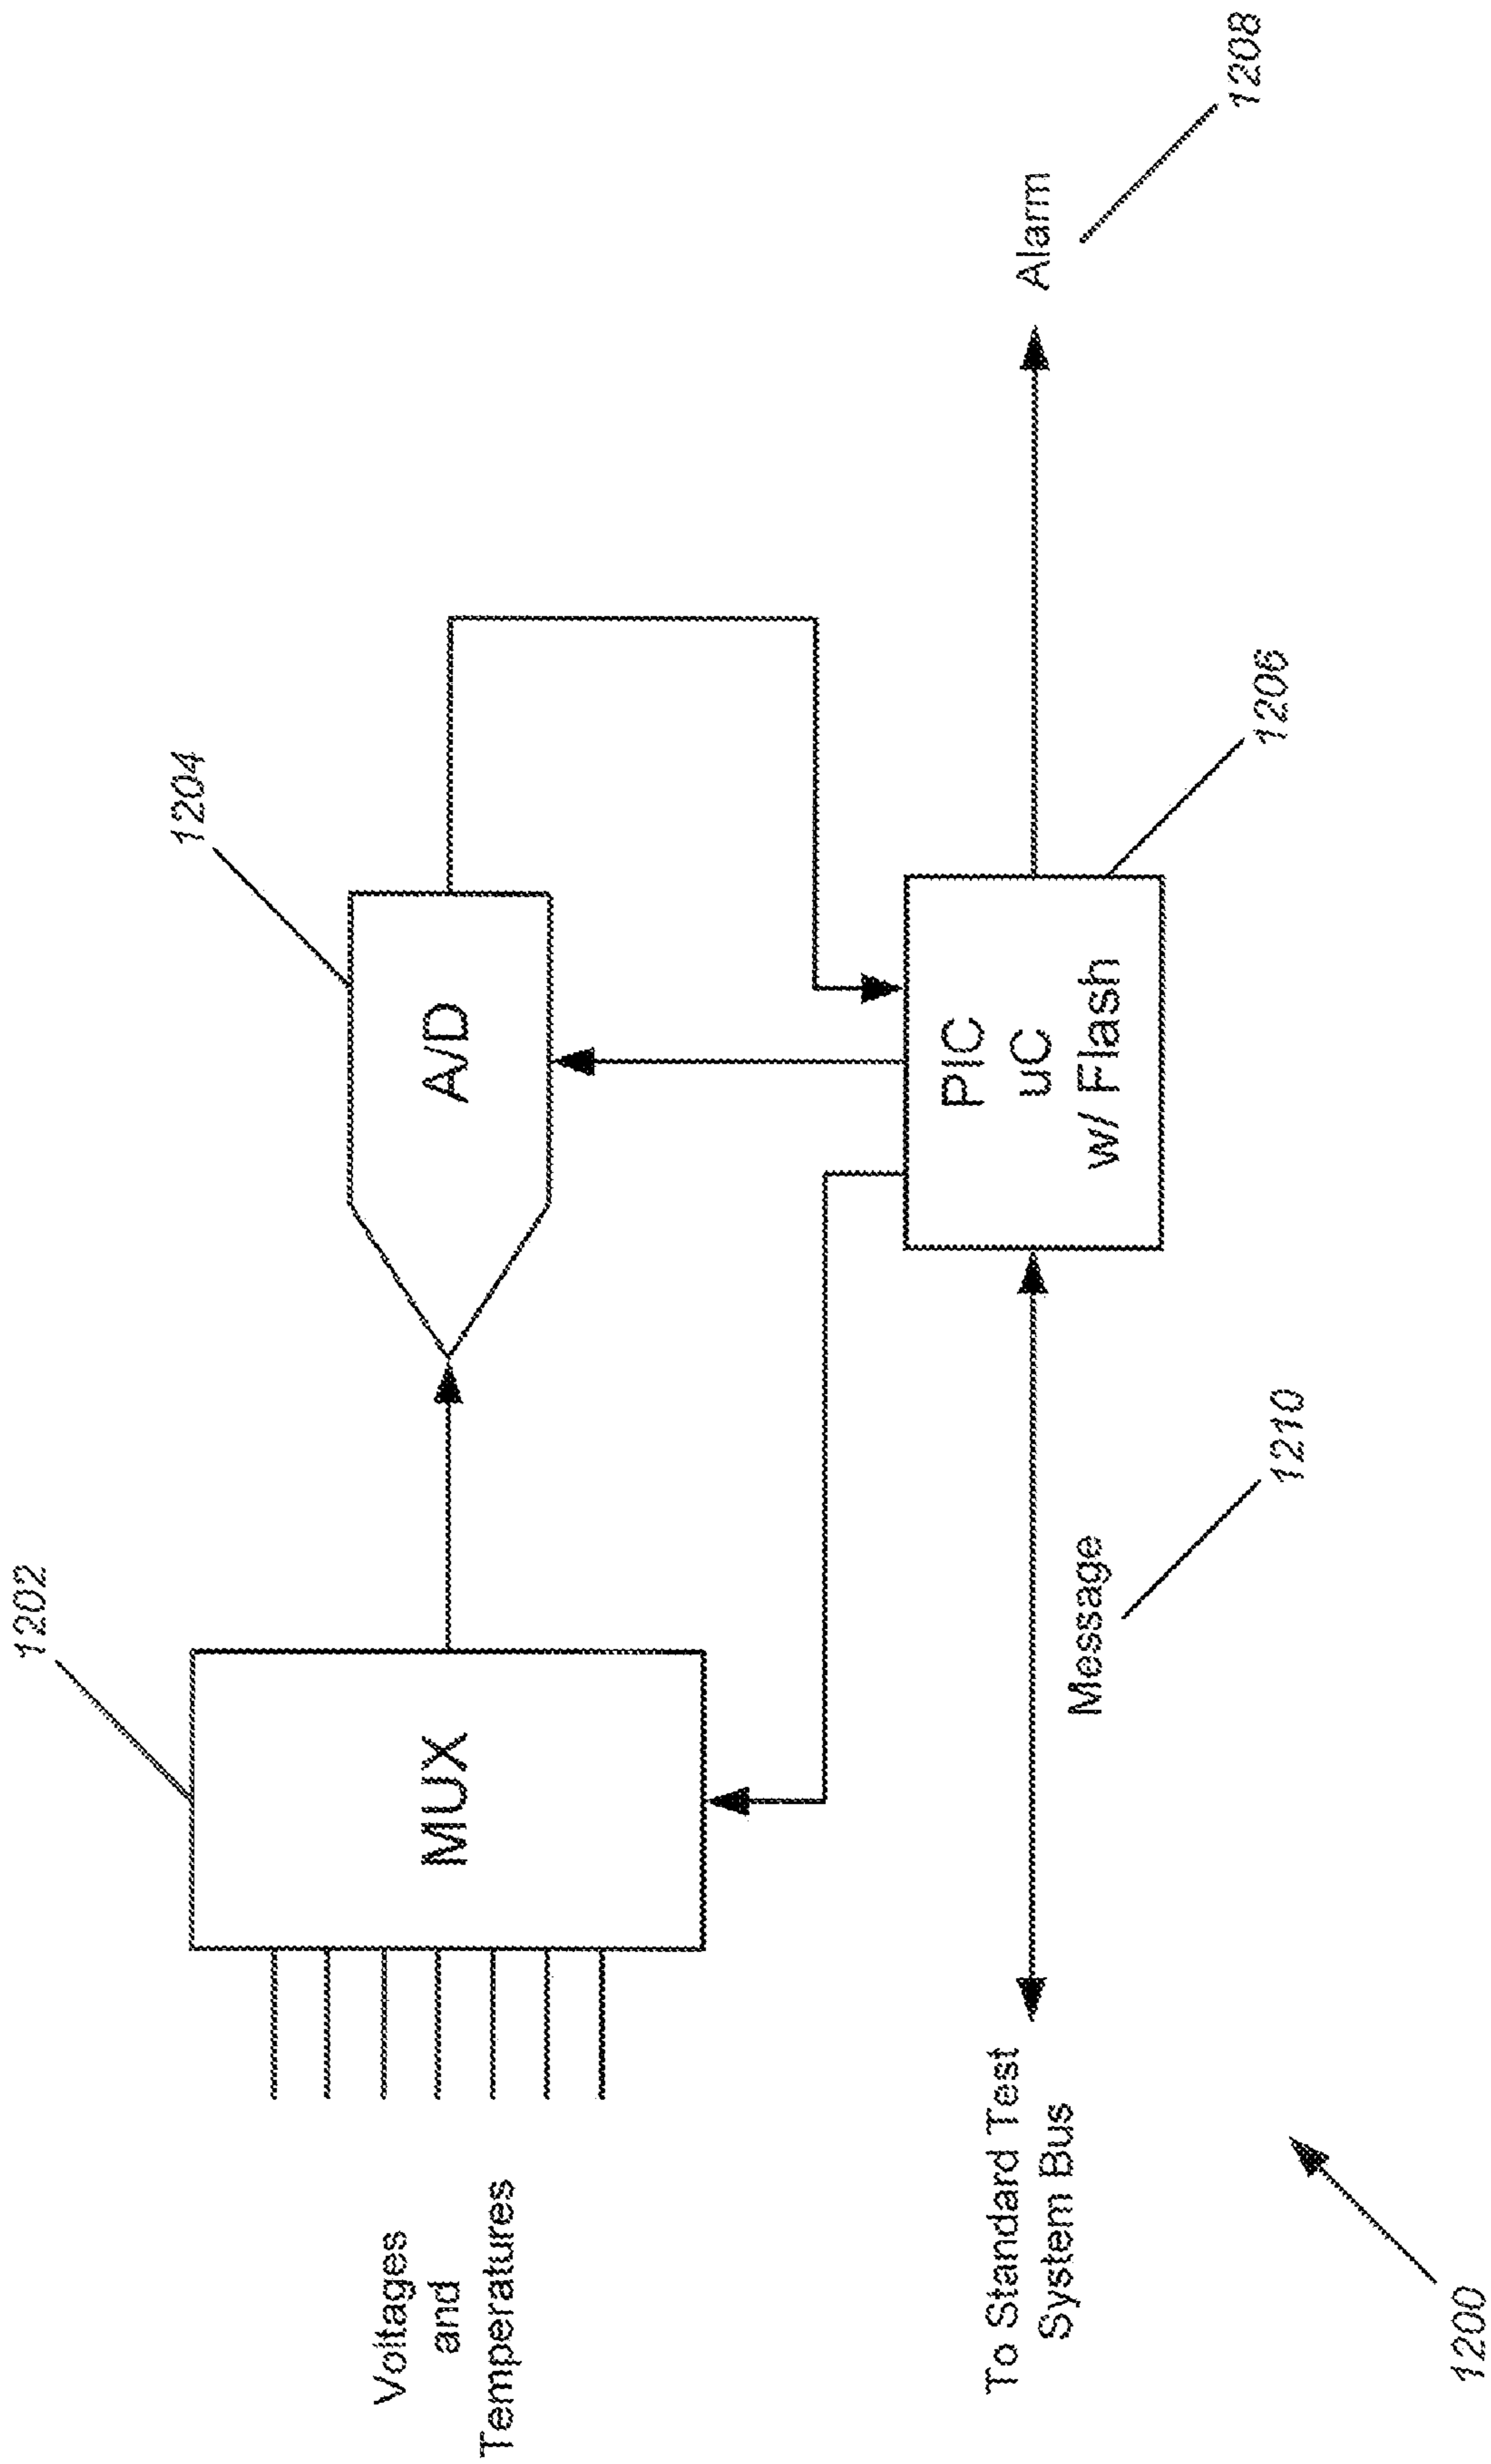 1202
1204
Voltages
and
Temperatures
MUX
A/D
PIC
uC
w/ Flash
To Standard Test
System Bus
Message
Alarm
1208
1206
1210
1200